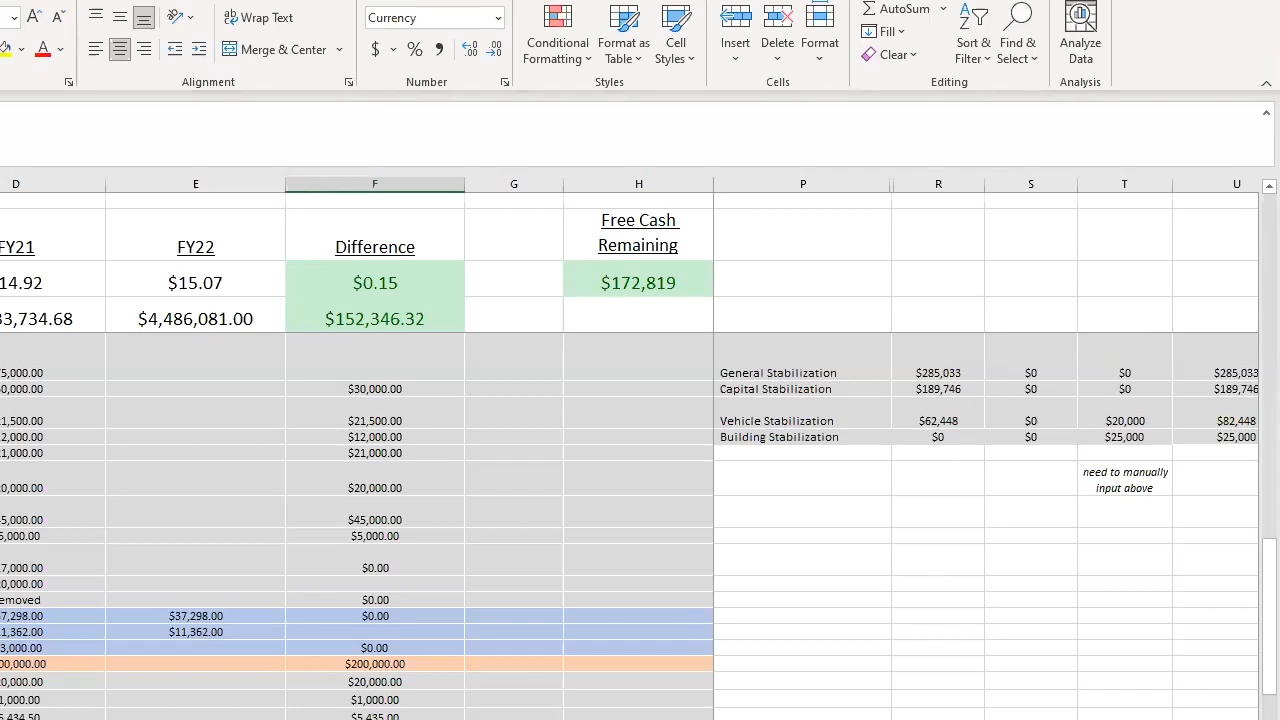 Wrap Text
Currency
AutoSum
Merge & Center
$ % ,
Conditional Formatting
Format as Table
Cell Styles
Insert
Delete
Format
Fill
Clear
Sort & Filter
Find & Select
Analyze Data
Alignment
Number
Styles
Cells
Editing
Analysis
D E F G H P R S T U
Free Cash
FY21 FY22 Difference Remaining
14.92 $15.07 $0.15 $172,819
33,734.68 $4,486,081.00 $152,346.32
5,000.00 General Stabilization $285,033 $0 $0 $285,033
0,000.00 $30,000.00 Capital Stabilization $189,746 $0 $0 $189,746
1,500.00 $21,500.00 Vehicle Stabilization $62,448 $0 $20,000 $82,448
2,000.00 $12,000.00 Building Stabilization $0 $0 $25,000 $25,000
1,000.00 $21,000.00
need to manually
0,000.00 $20,000.00 input above
5,000.00 $45,000.00
5,000.00 $5,000.00
7,000.00 $0.00
0,000.00
emoved $0.00
7,298.00 $37,298.00 $0.00
1,362.00 $11,362.00
3,000.00 $0.00
00,000.00 $200,000.00
0,000.00 $20,000.00
1,000.00 $1,000.00
5,434.50 $5,435.00